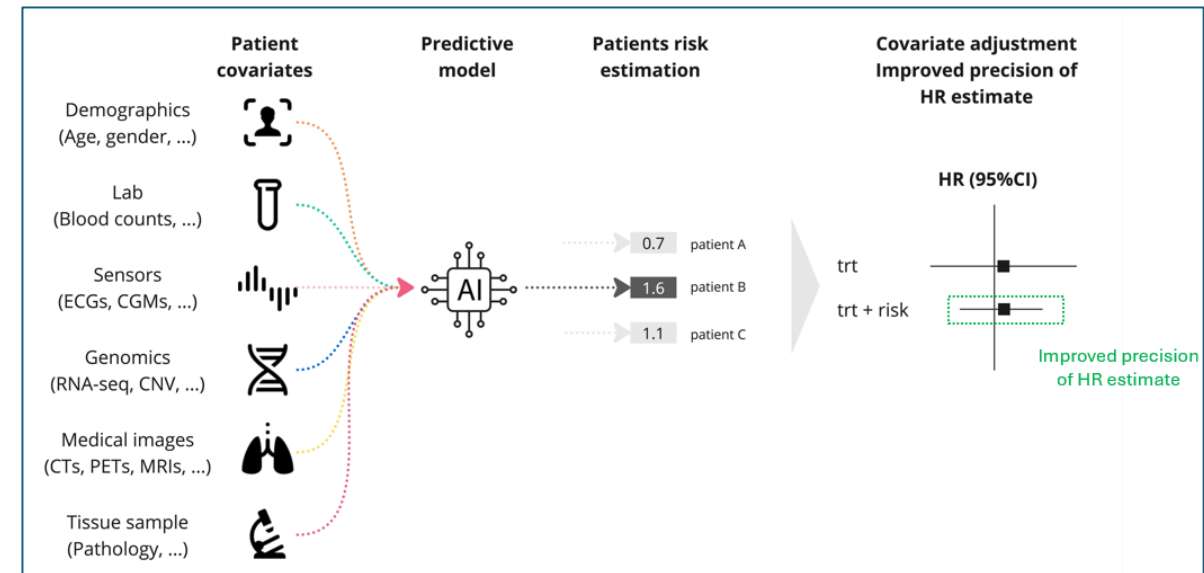 Patient
covariates
Predictive
model
Patients risk
estimation
Covariate adjustment
Improved precision of
HR estimate
Demographics
(Age, gender, ...)
Lab
(Blood counts, ...)
Sensors
(ECGs, CGMs, ...)
Genomics
(RNA-seq, CNV, ...)
Medical images
(CTs, PETs, MRIs, ...)
Tissue sample
(Pathology, ...)
AI
0.7 patient A
1.6 patient B
1.1 patient C
HR (95%CI)
trt
trt + risk
Improved precision
of HR estimate